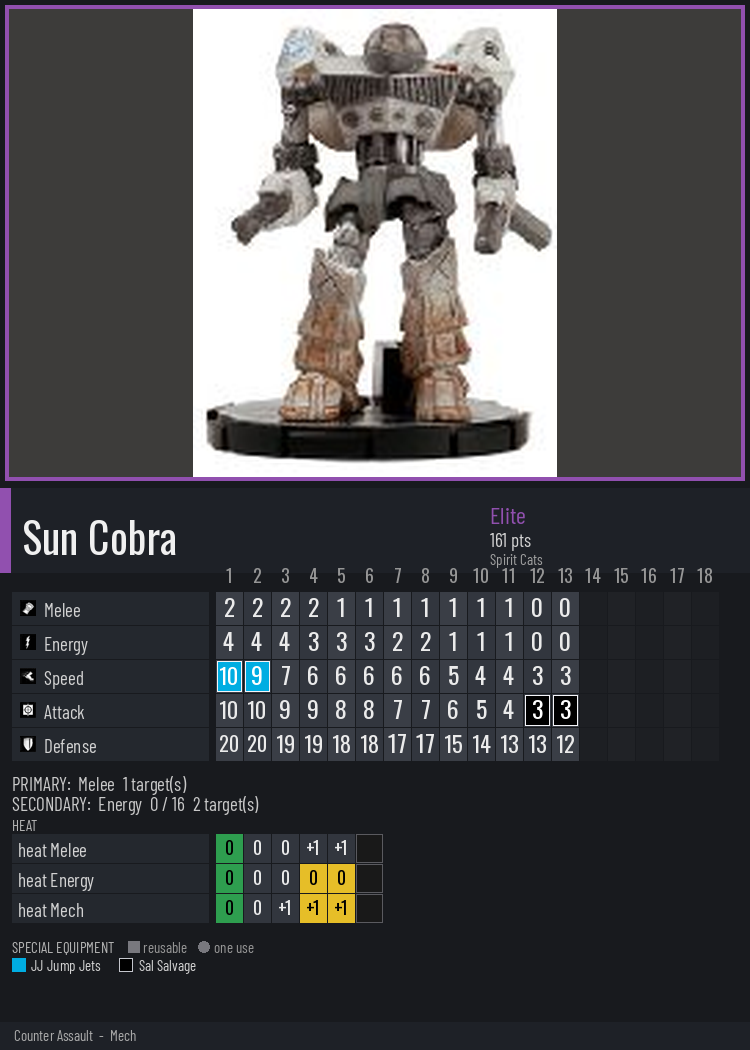 Sun Cobra
Elite
161 pts
Spirit Cats
1 2 3 4 5 6 7 8 9 10 11 12 13 14 15 16 17 18
Melee 2 2 2 2 1 1 1 1 1 1 1 0 0
Energy 4 4 4 3 3 3 2 2 1 1 1 0 0
Speed 10 9 7 6 6 6 6 6 5 4 4 3 3
Attack 10 10 9 9 8 8 7 7 6 5 4 3 3
Defense 20 20 19 19 18 18 17 17 15 14 13 13 12
PRIMARY: Melee 1 target(s)
SECONDARY: Energy 0 / 16 2 target(s)
HEAT
heat Melee 0 0 0 +1 +1
heat Energy 0 0 0 0 0
heat Mech 0 0 +1 +1 +1
SPECIAL EQUIPMENT reusable one use
JJ Jump Jets Sal Salvage
Counter Assault - Mech